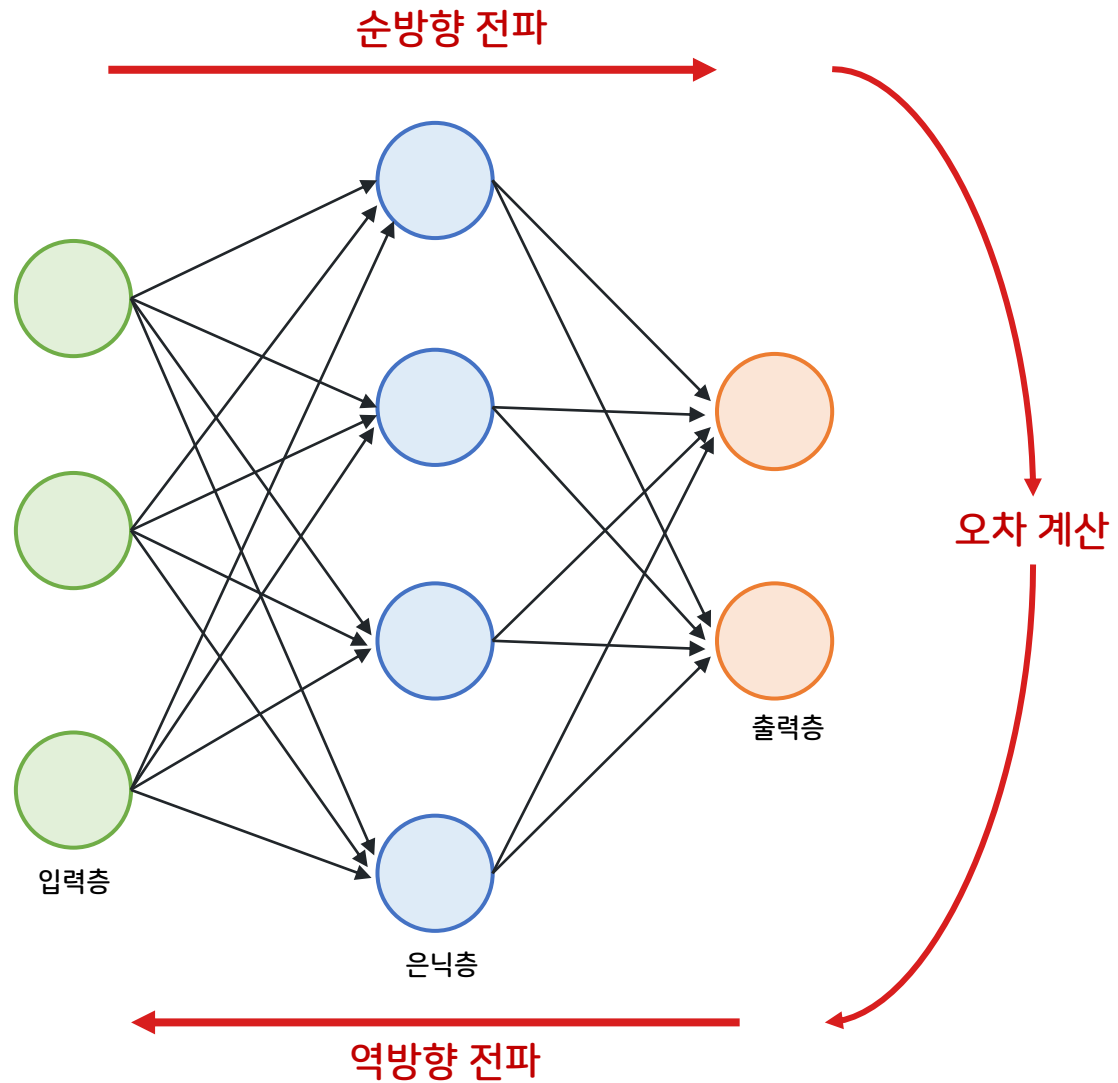 순방향 전파
오차 계산
출력층
입력층
은닉층
역방향 전파